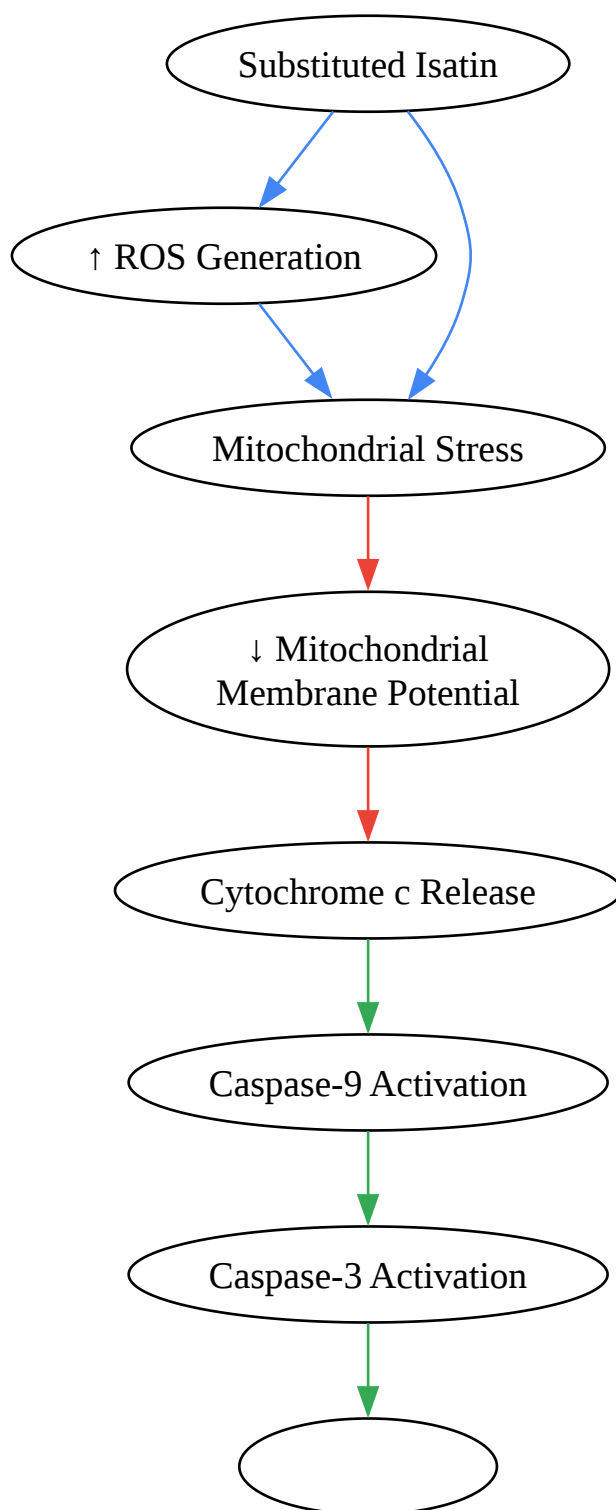 Substituted Isatin
↑ ROS Generation
Mitochondrial Stress
↓ Mitochondrial
Membrane Potential
Cytochrome c Release
Caspase-9 Activation
Caspase-3 Activation